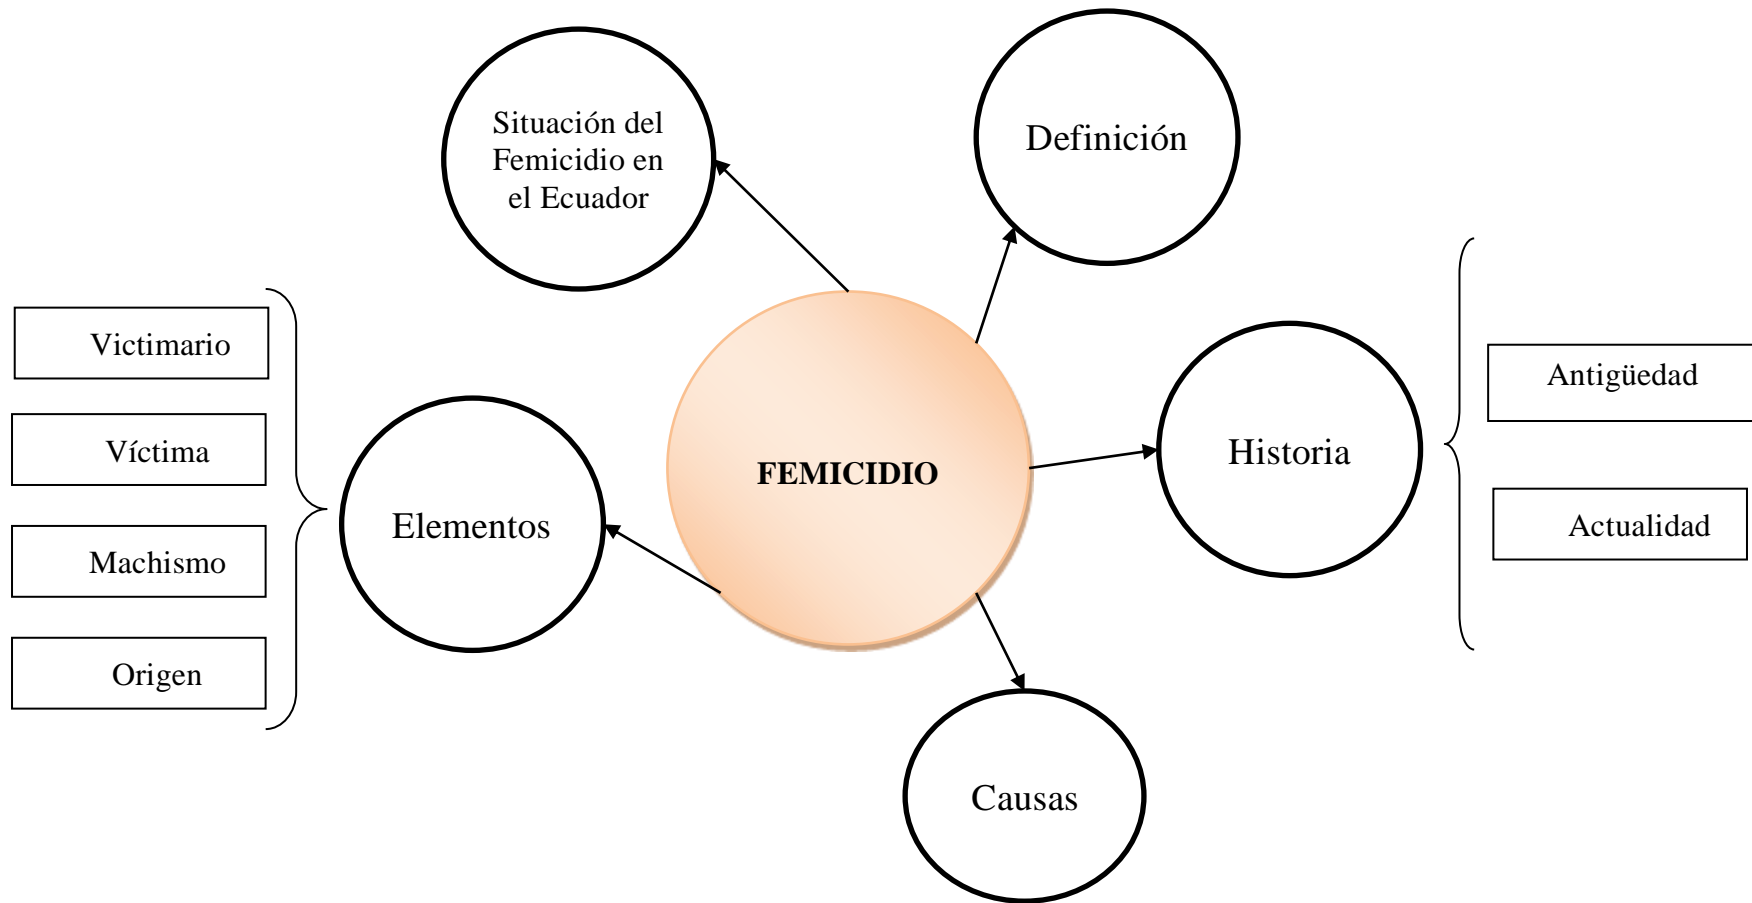 Situación del
Femicidio en
el Ecuador
Definición
Victimario
Víctima
Machismo
Origen
Elementos
FEMICIDIO
Historia
Antigüedad
Actualidad
Causas